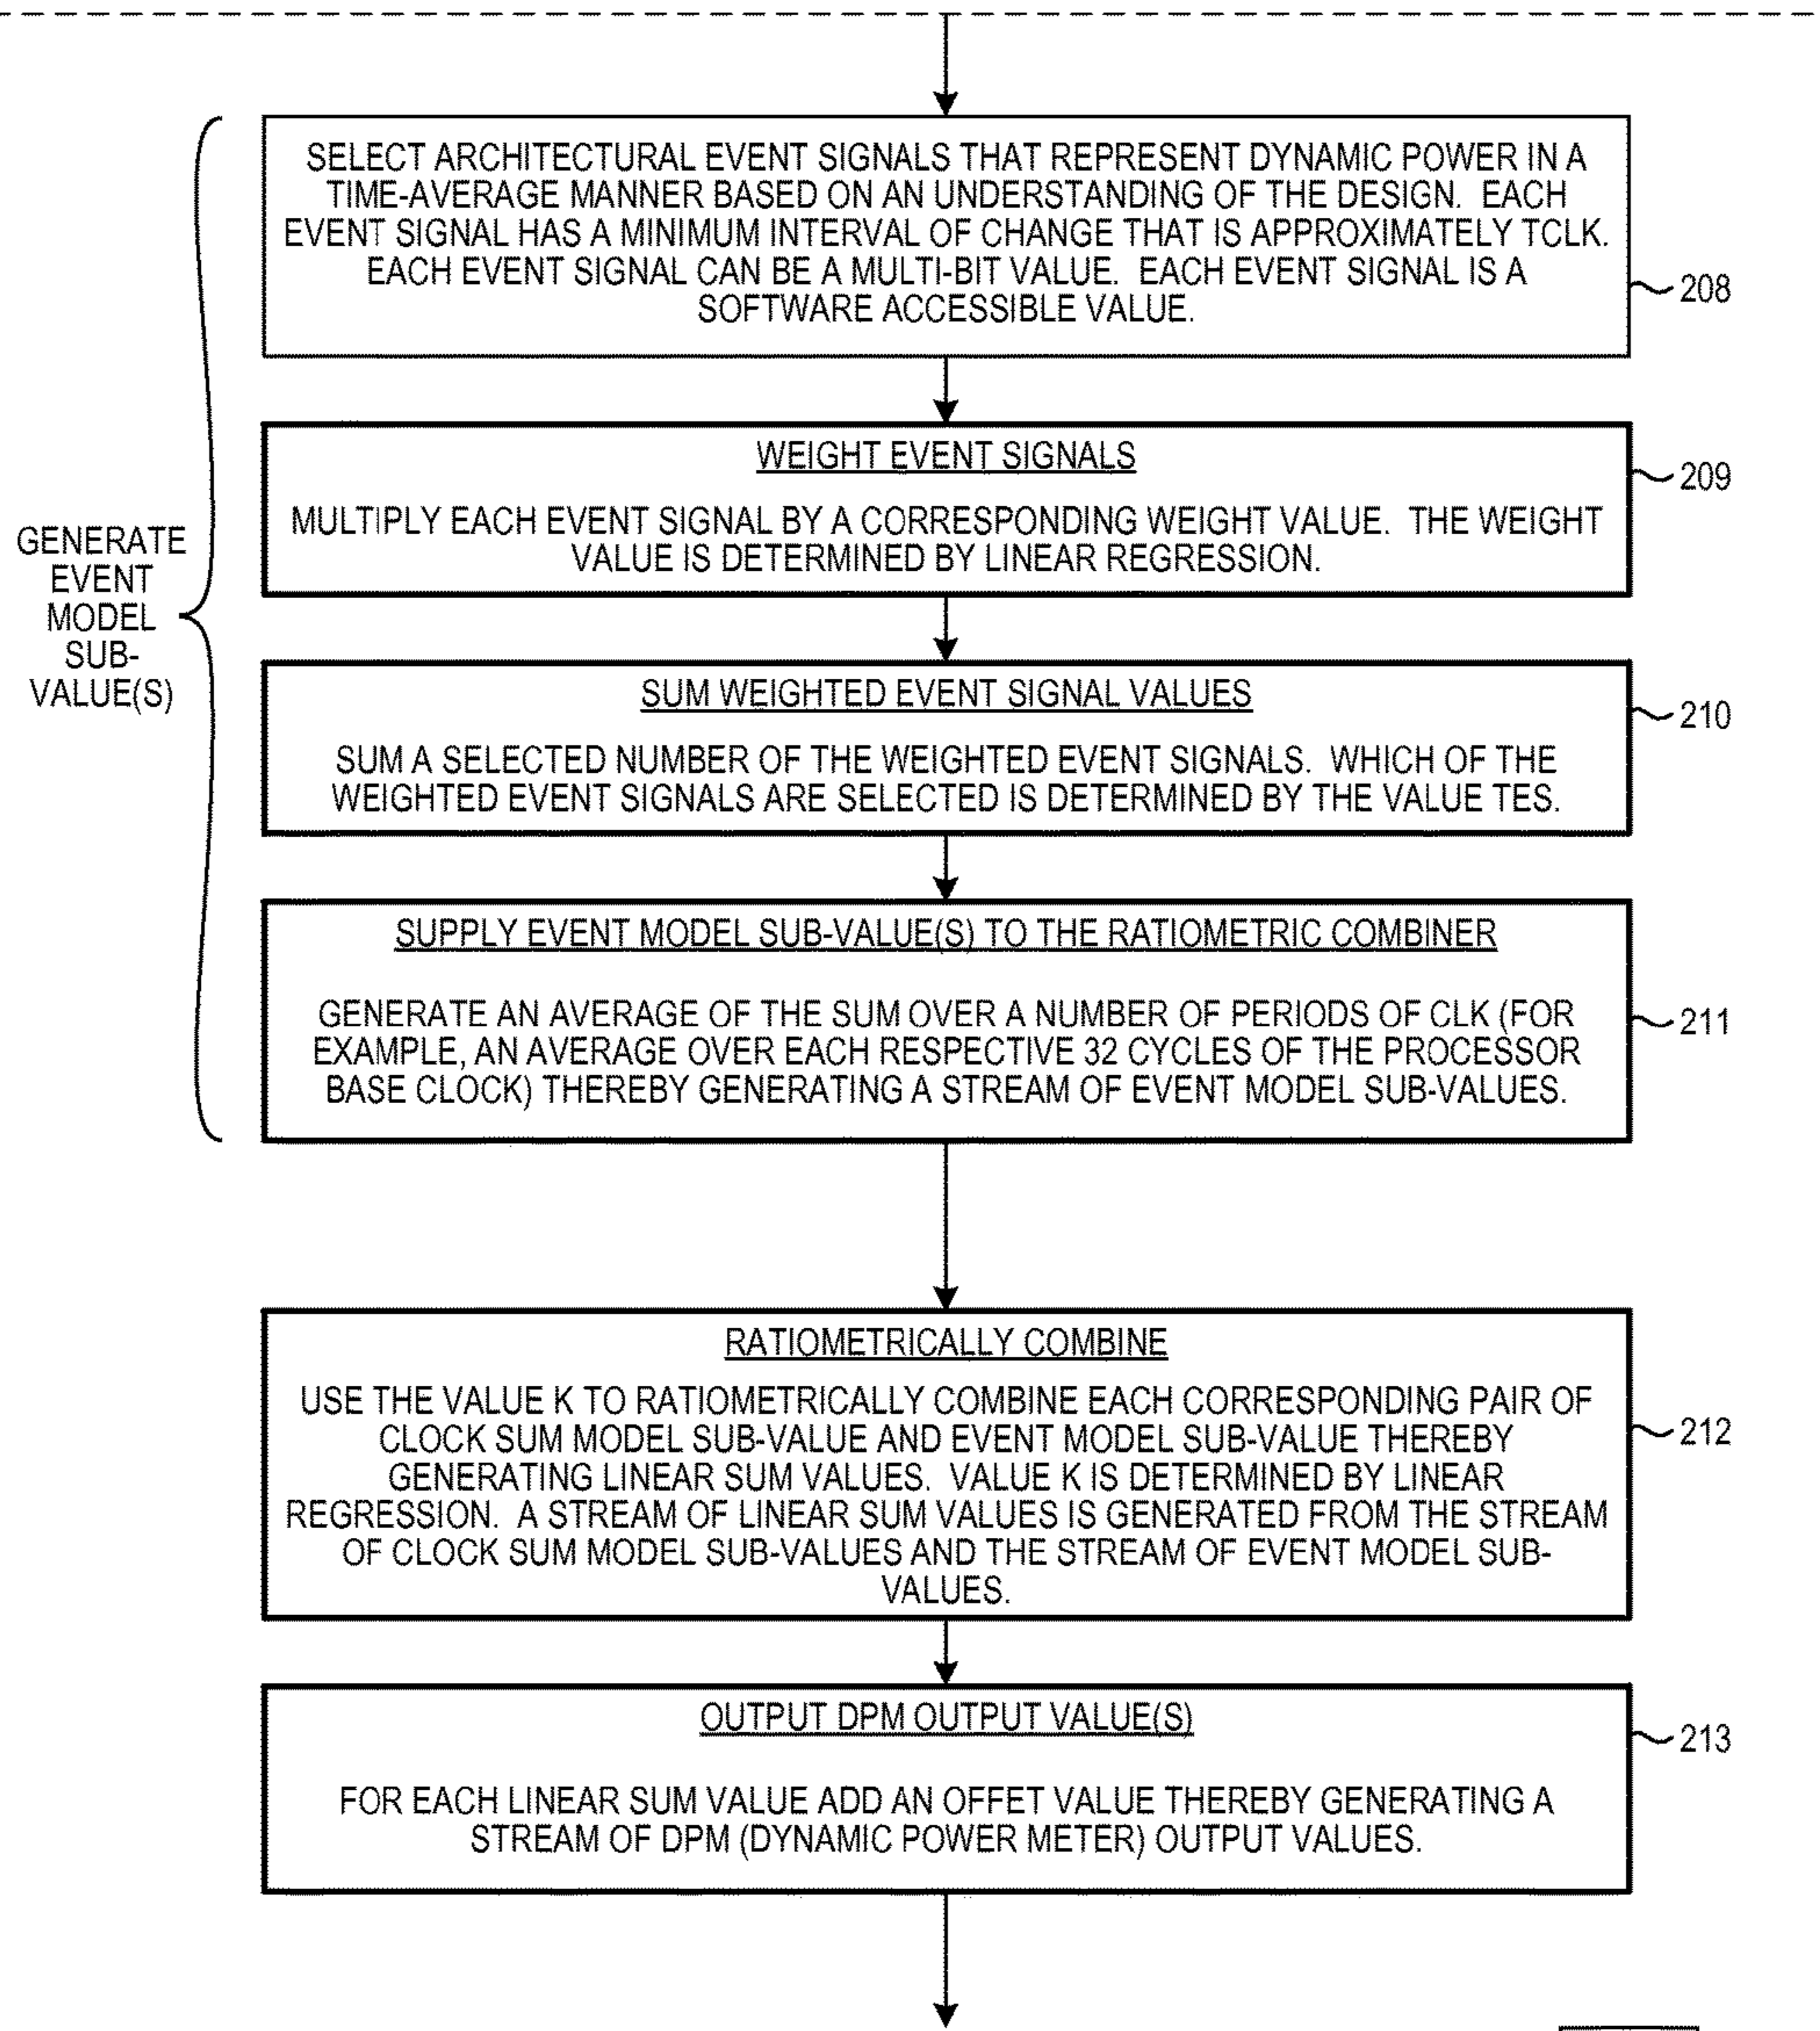 SELECT ARCHITECTURAL EVENT SIGNALS THAT REPRESENT DYNAMIC POWER IN A
TIME-AVERAGE MANNER BASED ON AN UNDERSTANDING OF THE DESIGN. EACH
EVENT SIGNAL HAS A MINIMUM INTERVAL OF CHANGE THAT IS APPROXIMATELY TCLK.
EACH EVENT SIGNAL CAN BE A MULTI-BIT VALUE. EACH EVENT SIGNAL IS A
SOFTWARE ACCESSIBLE VALUE.
208
WEIGHT EVENT SIGNALS
MULTIPLY EACH EVENT SIGNAL BY A CORRESPONDING WEIGHT VALUE. THE WEIGHT
VALUE IS DETERMINED BY LINEAR REGRESSION.
209
GENERATE
EVENT
MODEL
SUB-
VALUE(S)
SUM WEIGHTED EVENT SIGNAL VALUES
SUM A SELECTED NUMBER OF THE WEIGHTED EVENT SIGNALS. WHICH OF THE
WEIGHTED EVENT SIGNALS ARE SELECTED IS DETERMINED BY THE VALUE TES.
210
SUPPLY EVENT MODEL SUB-VALUE(S) TO THE RATIOMETRIC COMBINER
GENERATE AN AVERAGE OF THE SUM OVER A NUMBER OF PERIODS OF CLK (FOR
EXAMPLE, AN AVERAGE OVER EACH RESPECTIVE 32 CYCLES OF THE PROCESSOR
BASE CLOCK) THEREBY GENERATING A STREAM OF EVENT MODEL SUB-VALUES.
211
RATIOMETRICALLY COMBINE
USE THE VALUE K TO RATIOMETRICALLY COMBINE EACH CORRESPONDING PAIR OF
CLOCK SUM MODEL SUB-VALUE AND EVENT MODEL SUB-VALUE THEREBY
GENERATING LINEAR SUM VALUES. VALUE K IS DETERMINED BY LINEAR
REGRESSION. A STREAM OF LINEAR SUM VALUES IS GENERATED FROM THE STREAM
OF CLOCK SUM MODEL SUB-VALUES AND THE STREAM OF EVENT MODEL SUB-
VALUES.
212
OUTPUT DPM OUTPUT VALUE(S)
FOR EACH LINEAR SUM VALUE ADD AN OFFET VALUE THEREBY GENERATING A
STREAM OF DPM (DYNAMIC POWER METER) OUTPUT VALUES.
213